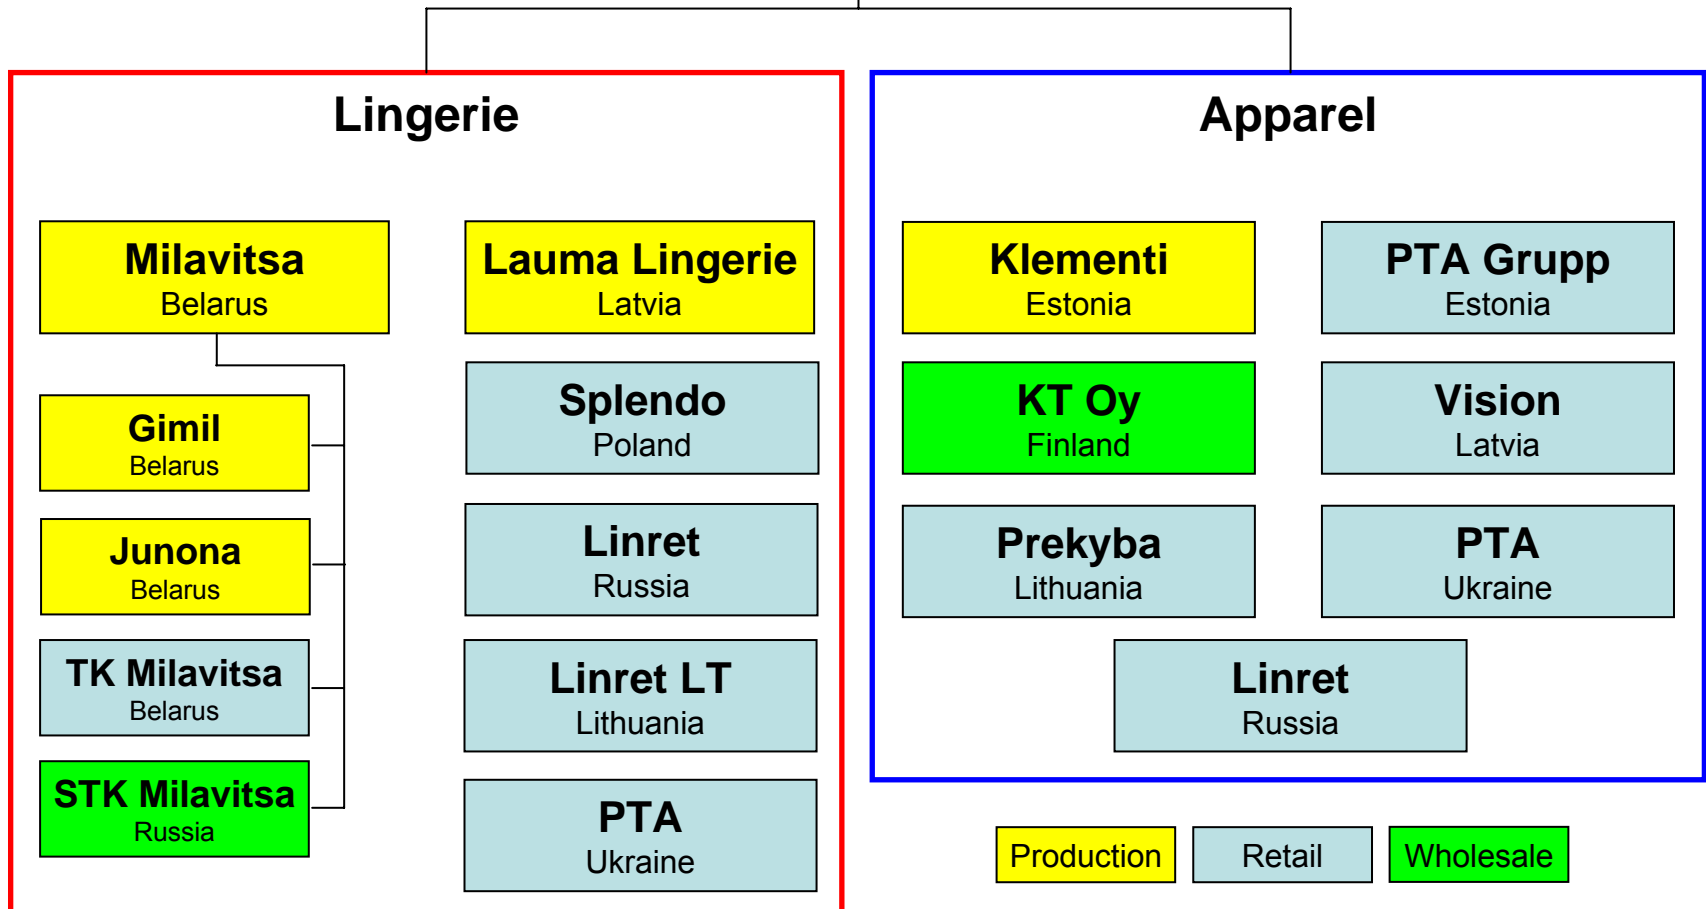 Lingerie
Milavitsa
Belarus
Gimil
Belarus
Junona
Belarus
TK Milavitsa
Belarus
STK Milavitsa
Russia
Lauma Lingerie
Latvia
Splendo
Poland
Linret
Russia
Linret LT
Lithuania
PTA
Ukraine
Apparel
Klementi
Estonia
PTA Grupp
Estonia
KT Oy
Finland
Vision
Latvia
Prekyba
Lithuania
PTA
Ukraine
Linret
Russia
Production
Retail
Wholesale